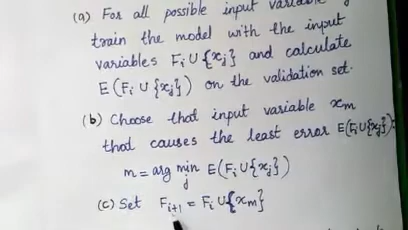 (a) For all possible input variable
train the model with the input
variables Fi ∪ {xj} and calculate
E (Fi ∪ {xj}) on the validation set.
(b) Choose that input variable xm
that causes the least error E(Fi∪{xj}):
m = arg min E(Fi ∪{xj})
j
(c) Set Fi+1 = Fi ∪{xm}